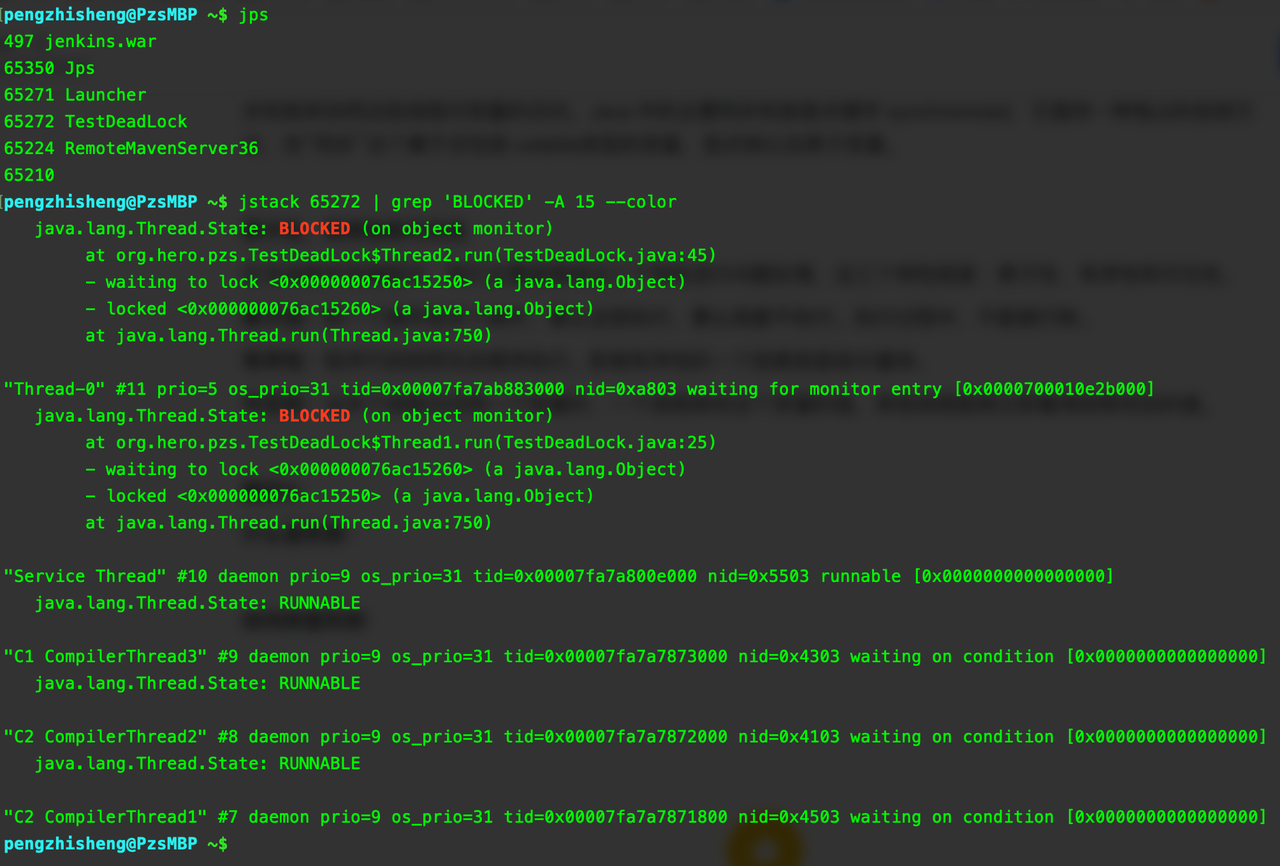 [pengzhisheng@PzsMBP ~$ jps
497 jenkins.war
65350 Jps
65271 Launcher
65272 TestDeadLock
65224 RemoteMavenServer36
65210
[pengzhisheng@PzsMBP ~$ jstack 65272 | grep 'BLOCKED' -A 15 --color
   java.lang.Thread.State: BLOCKED (on object monitor)
        at org.hero.pzs.TestDeadLock$Thread2.run(TestDeadLock.java:45)
        - waiting to lock <0x000000076ac15250> (a java.lang.Object)
        - locked <0x000000076ac15260> (a java.lang.Object)
        at java.lang.Thread.run(Thread.java:750)

"Thread-0" #11 prio=5 os_prio=31 tid=0x00007fa7ab883000 nid=0xa803 waiting for monitor entry [0x0000700010e2b000]
   java.lang.Thread.State: BLOCKED (on object monitor)
        at org.hero.pzs.TestDeadLock$Thread1.run(TestDeadLock.java:25)
        - waiting to lock <0x000000076ac15260> (a java.lang.Object)
        - locked <0x000000076ac15250> (a java.lang.Object)
        at java.lang.Thread.run(Thread.java:750)

"Service Thread" #10 daemon prio=9 os_prio=31 tid=0x00007fa7a800e000 nid=0x5503 runnable [0x0000000000000000]
   java.lang.Thread.State: RUNNABLE

"C1 CompilerThread3" #9 daemon prio=9 os_prio=31 tid=0x00007fa7a7873000 nid=0x4303 waiting on condition [0x0000000000000000]
   java.lang.Thread.State: RUNNABLE

"C2 CompilerThread2" #8 daemon prio=9 os_prio=31 tid=0x00007fa7a7872000 nid=0x4103 waiting on condition [0x0000000000000000]
   java.lang.Thread.State: RUNNABLE

"C2 CompilerThread1" #7 daemon prio=9 os_prio=31 tid=0x00007fa7a7871800 nid=0x4503 waiting on condition [0x0000000000000000]
pengzhisheng@PzsMBP ~$